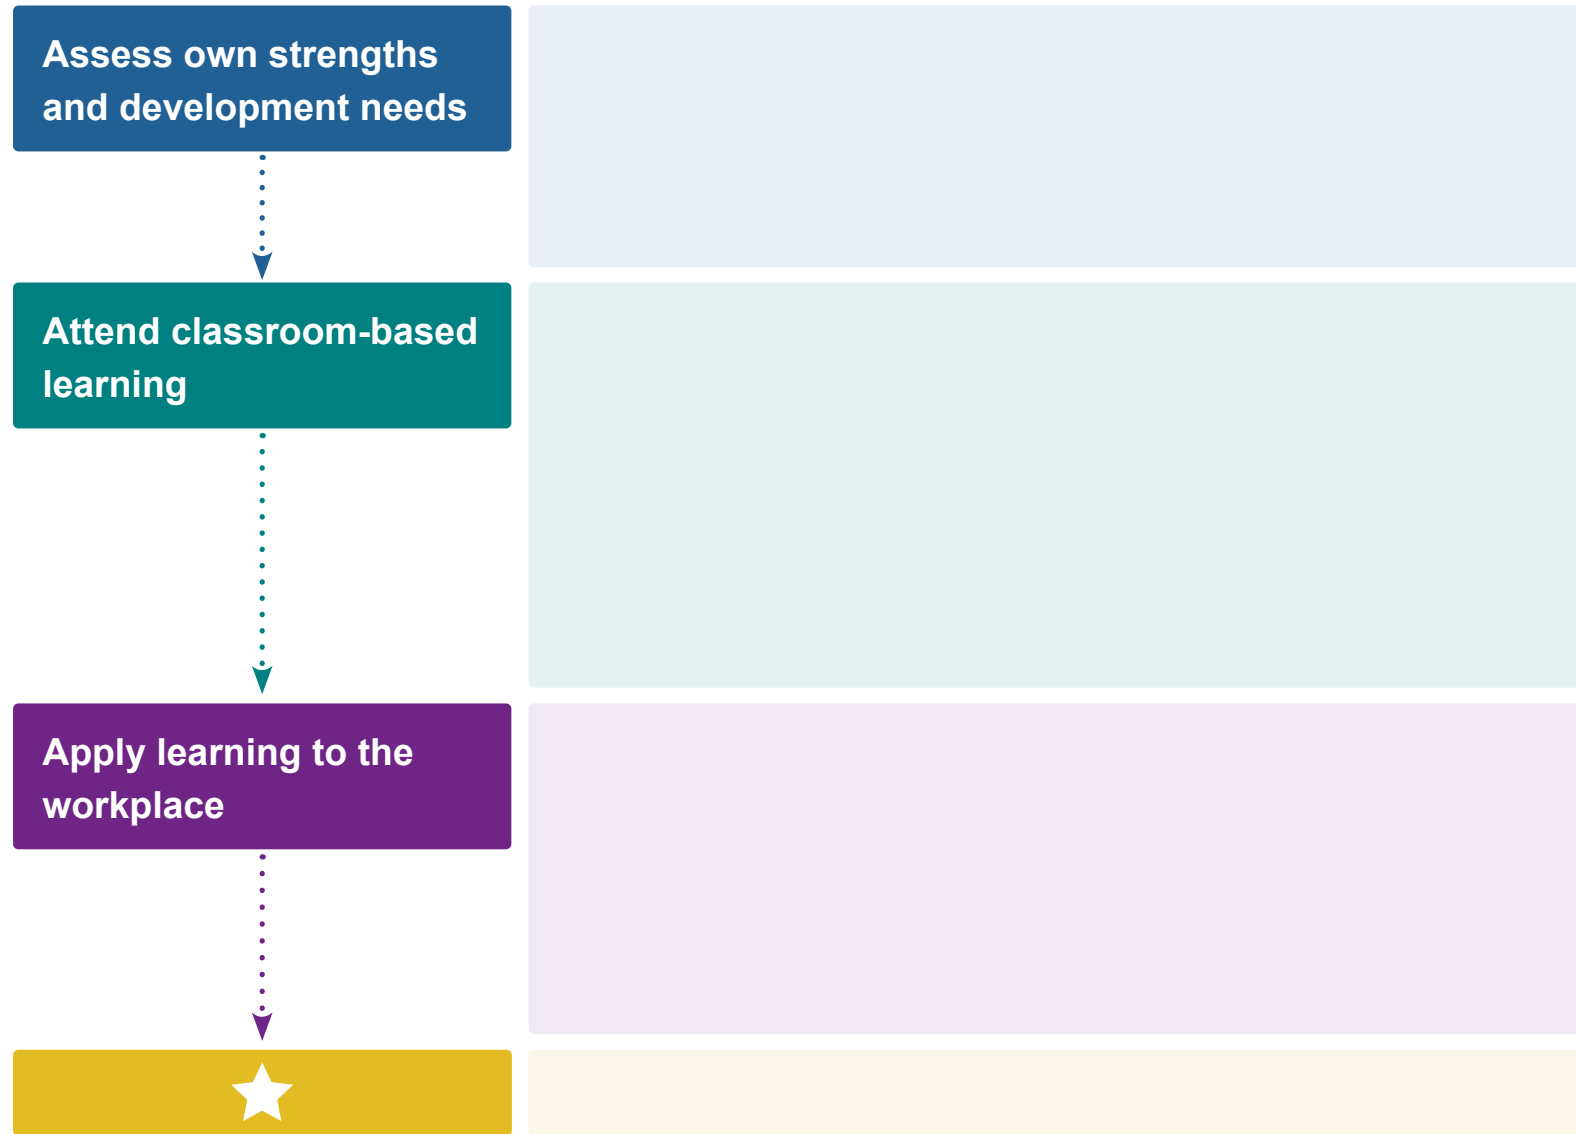 Assess own strengths
and development needs
Attend classroom-based
learning
Apply learning to the
workplace